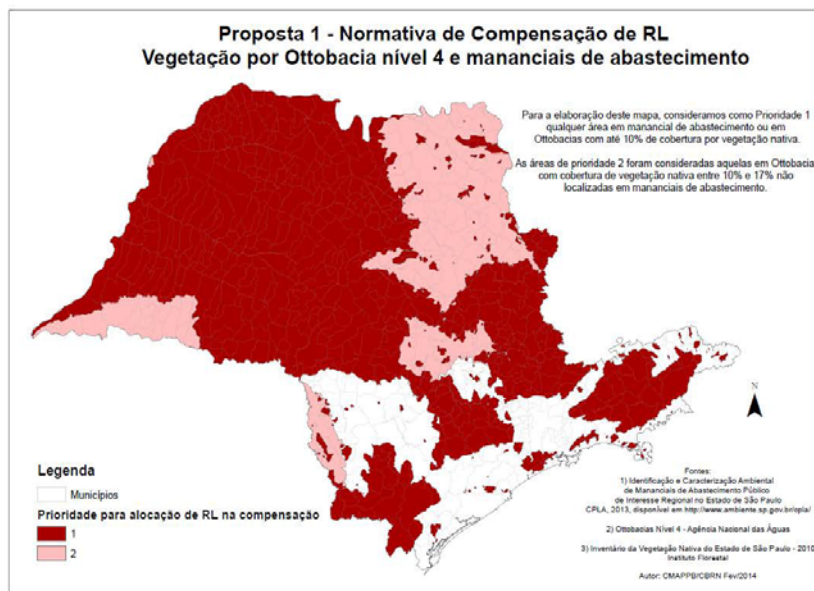 Proposta 1 - Normativa de Compensação de RL
Vegetação por Ottobacia nível 4 e mananciais de abastecimento
Para a elaboração deste mapa, consideramos como Prioridade 1
qualquer área em manancial de abastecimento ou em
Ottobacias com até 10% de cobertura por vegetação nativa.
As áreas de prioridade 2 foram consideradas aquelas em Ottobacia
com cobertura de vegetação nativa entre 10% e 17% não
localizadas em mananciais de abastecimento.
N
Legenda
Municípios
Prioridade para alocação de RL na compensação
1
2
Fontes:
1) Identificação e Caracterização Ambiental
de Mananciais de Abastecimento Público
de Interesse Regional no Estado de São Paulo
CPLA, 2013, disponível em http://www.ambiente.sp.gov.br/cpla/
2) Ottobacias Nível 4 - Agência Nacional das Águas
3) Inventário da Vegetação Nativa do Estado de São Paulo - 2010
Instituto Florestal
Autor: CMAPPB/CBRN Fev/2014